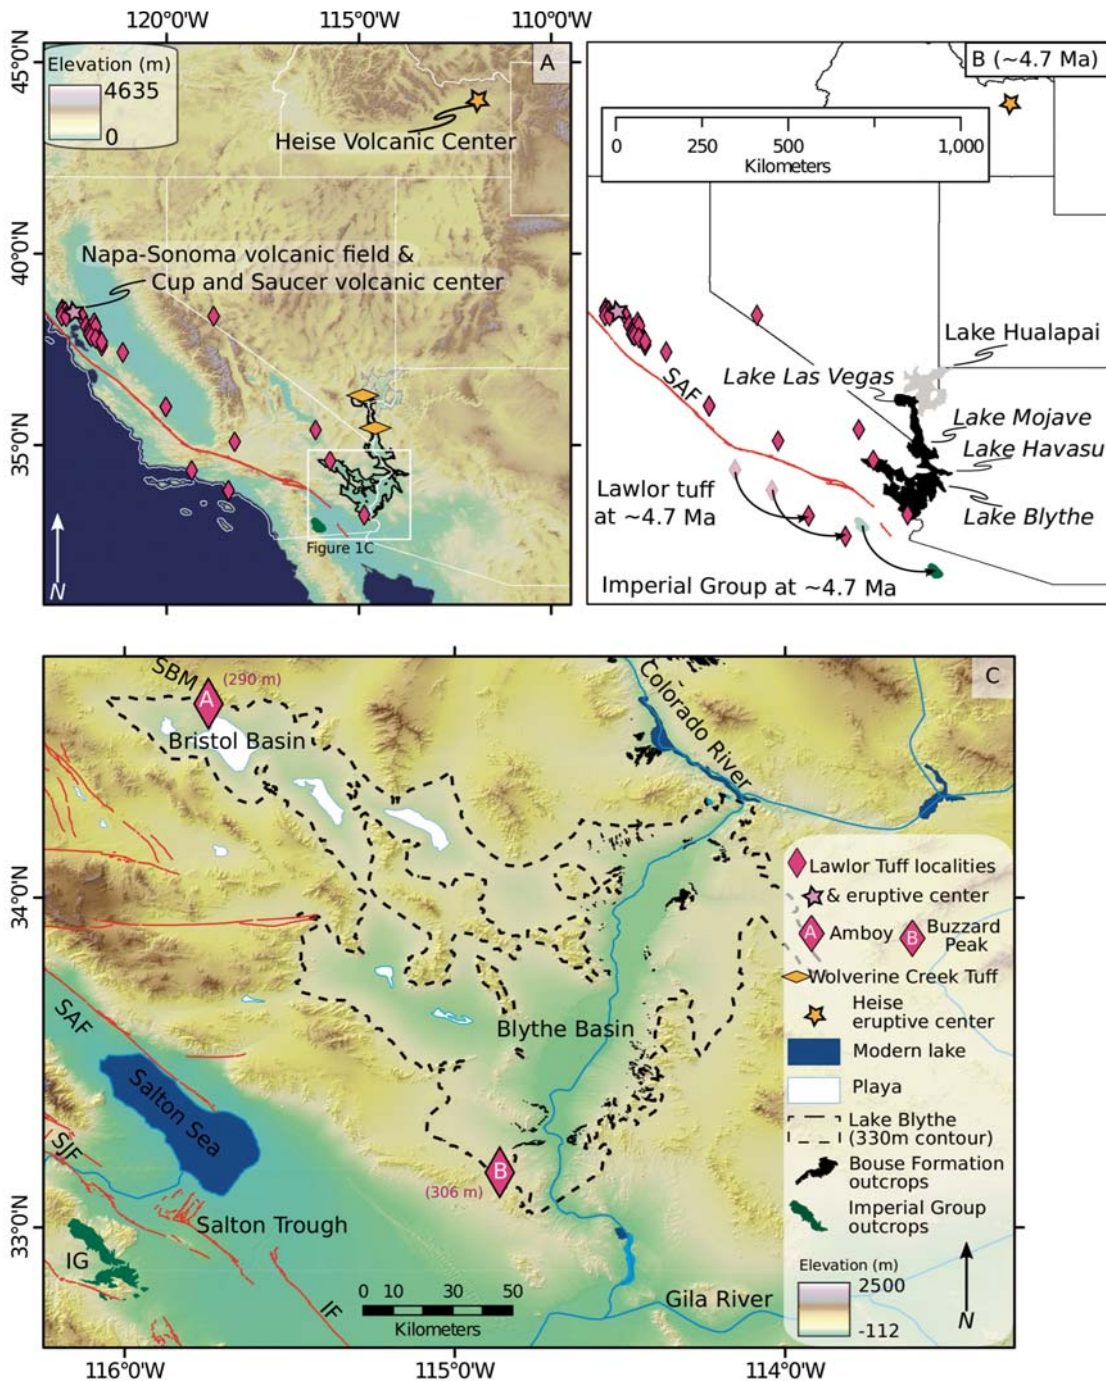 120°0'W
115°0'W
110°0'W
45°0'N
40°0'N
35°0'N
Elevation (m)
4635
0
A
Heise Volcanic Center
Napa-Sonoma volcanic field &
Cup and Saucer volcanic center
Figure 1C
N
B (~4.7 Ma)
0
250
500
1,000
Kilometers
Lake Hualapai
Lake Las Vegas
SAF
Lake Mojave
Lake Havasu
Lawlor tuff
at ~4.7 Ma
Lake Blythe
Imperial Group at ~4.7 Ma
C
SBM
A
(290 m)
Bristol Basin
Colorado River
34°0'N
33°0'N
Blythe Basin
SAF
Salton Sea
SJF
B
(306 m)
Salton Trough
IG
IF
0
10
30
50
Kilometers
Gila River
Lawlor Tuff localities
& eruptive center
A
Amboy
B
Buzzard
Peak
Wolverine Creek Tuff
Heise
eruptive center
Modern lake
Playa
Lake Blythe
(330m contour)
Bouse Formation
outcrops
Imperial Group
outcrops
Elevation (m)
2500
-112
N
116°0'W
115°0'W
114°0'W